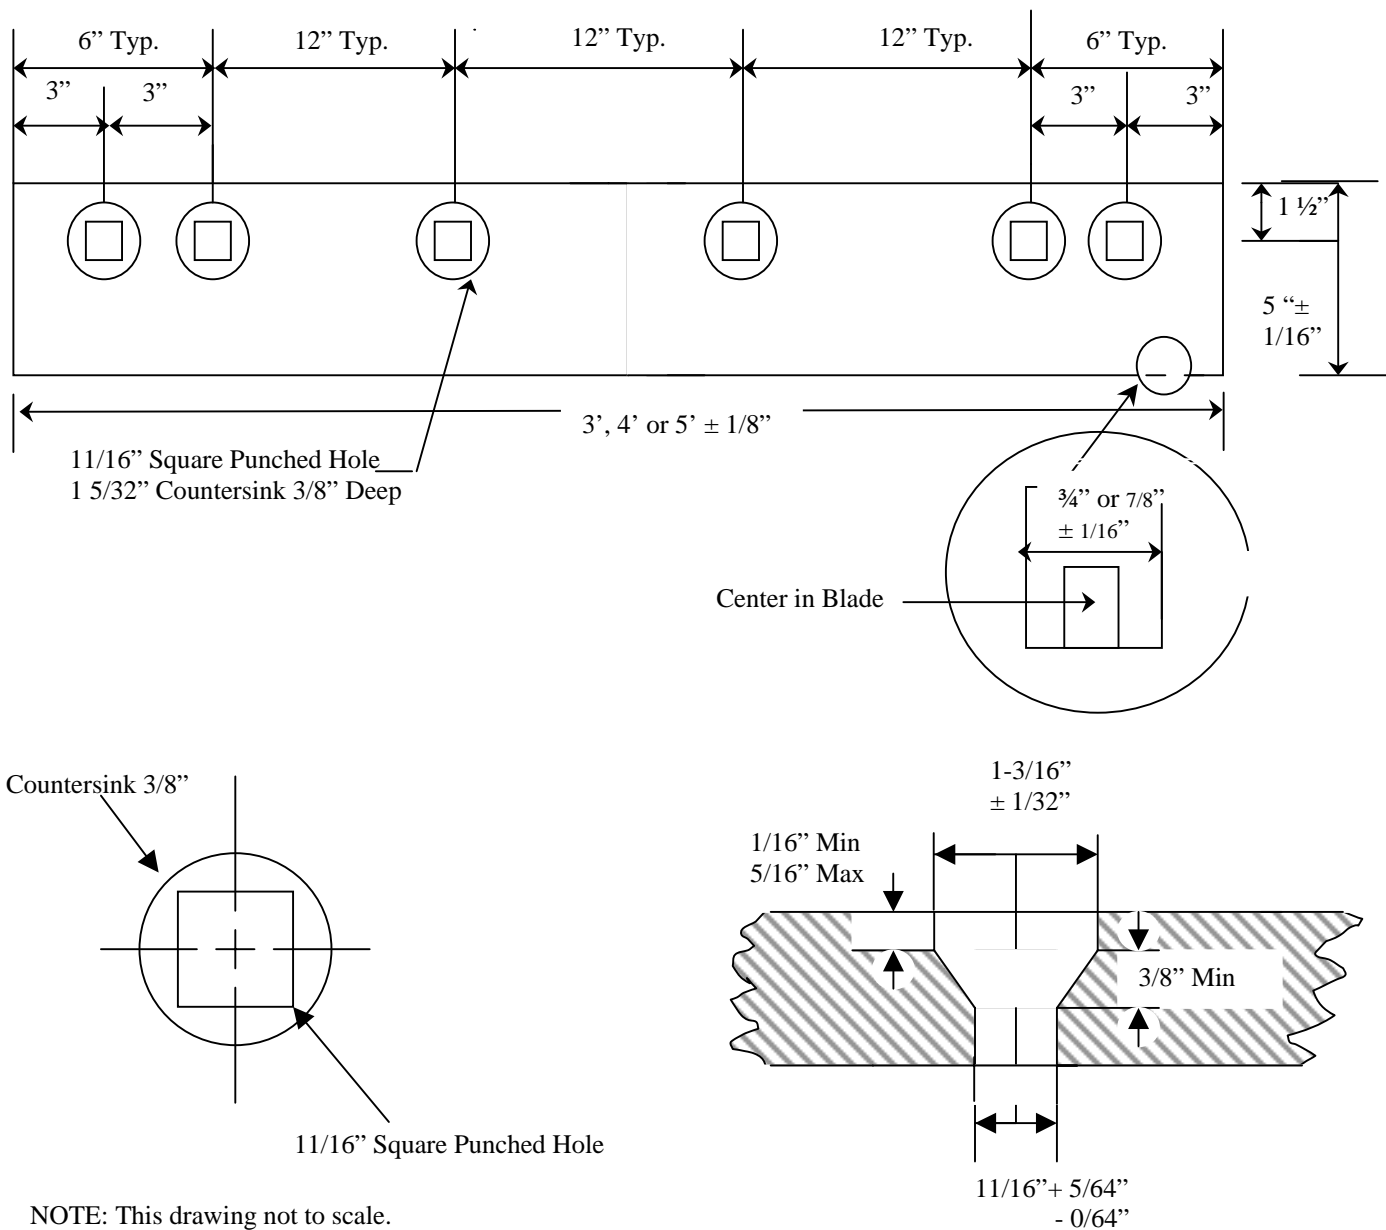 6” Typ.
12” Typ.
12” Typ.
12” Typ.
6” Typ.
3”
3”
3”
3”
1 ½”
5 “±
1/16”
3’, 4’ or 5’ ± 1/8”
11/16” Square Punched Hole
1 5/32” Countersink 3/8” Deep
¾” or 7/8”
± 1/16”
Center in Blade
Countersink 3/8”
11/16” Square Punched Hole
1-3/16”
± 1/32”
1/16” Min
5/16” Max
3/8” Min
11/16”+ 5/64”
- 0/64”
NOTE: This drawing not to scale.